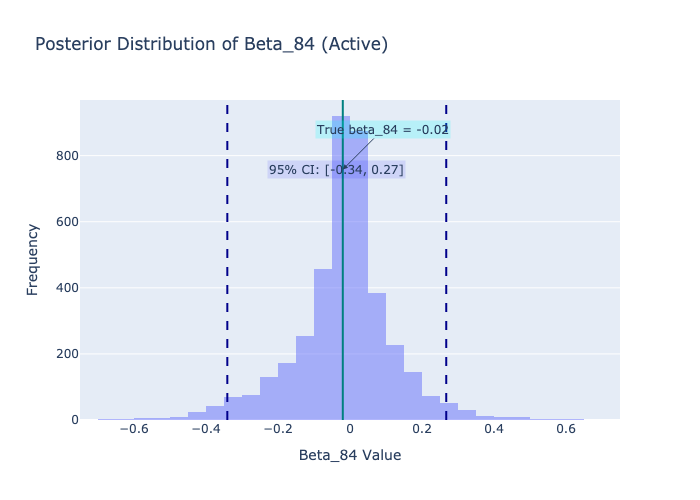 Posterior Distribution of Beta_84 (Active)
True beta_84 = -0.02
95% CI: [-0.34, 0.27]
Frequency
800
600
400
200
0
−0.6
−0.4
−0.2
0
0.2
0.4
0.6
Beta_84 Value